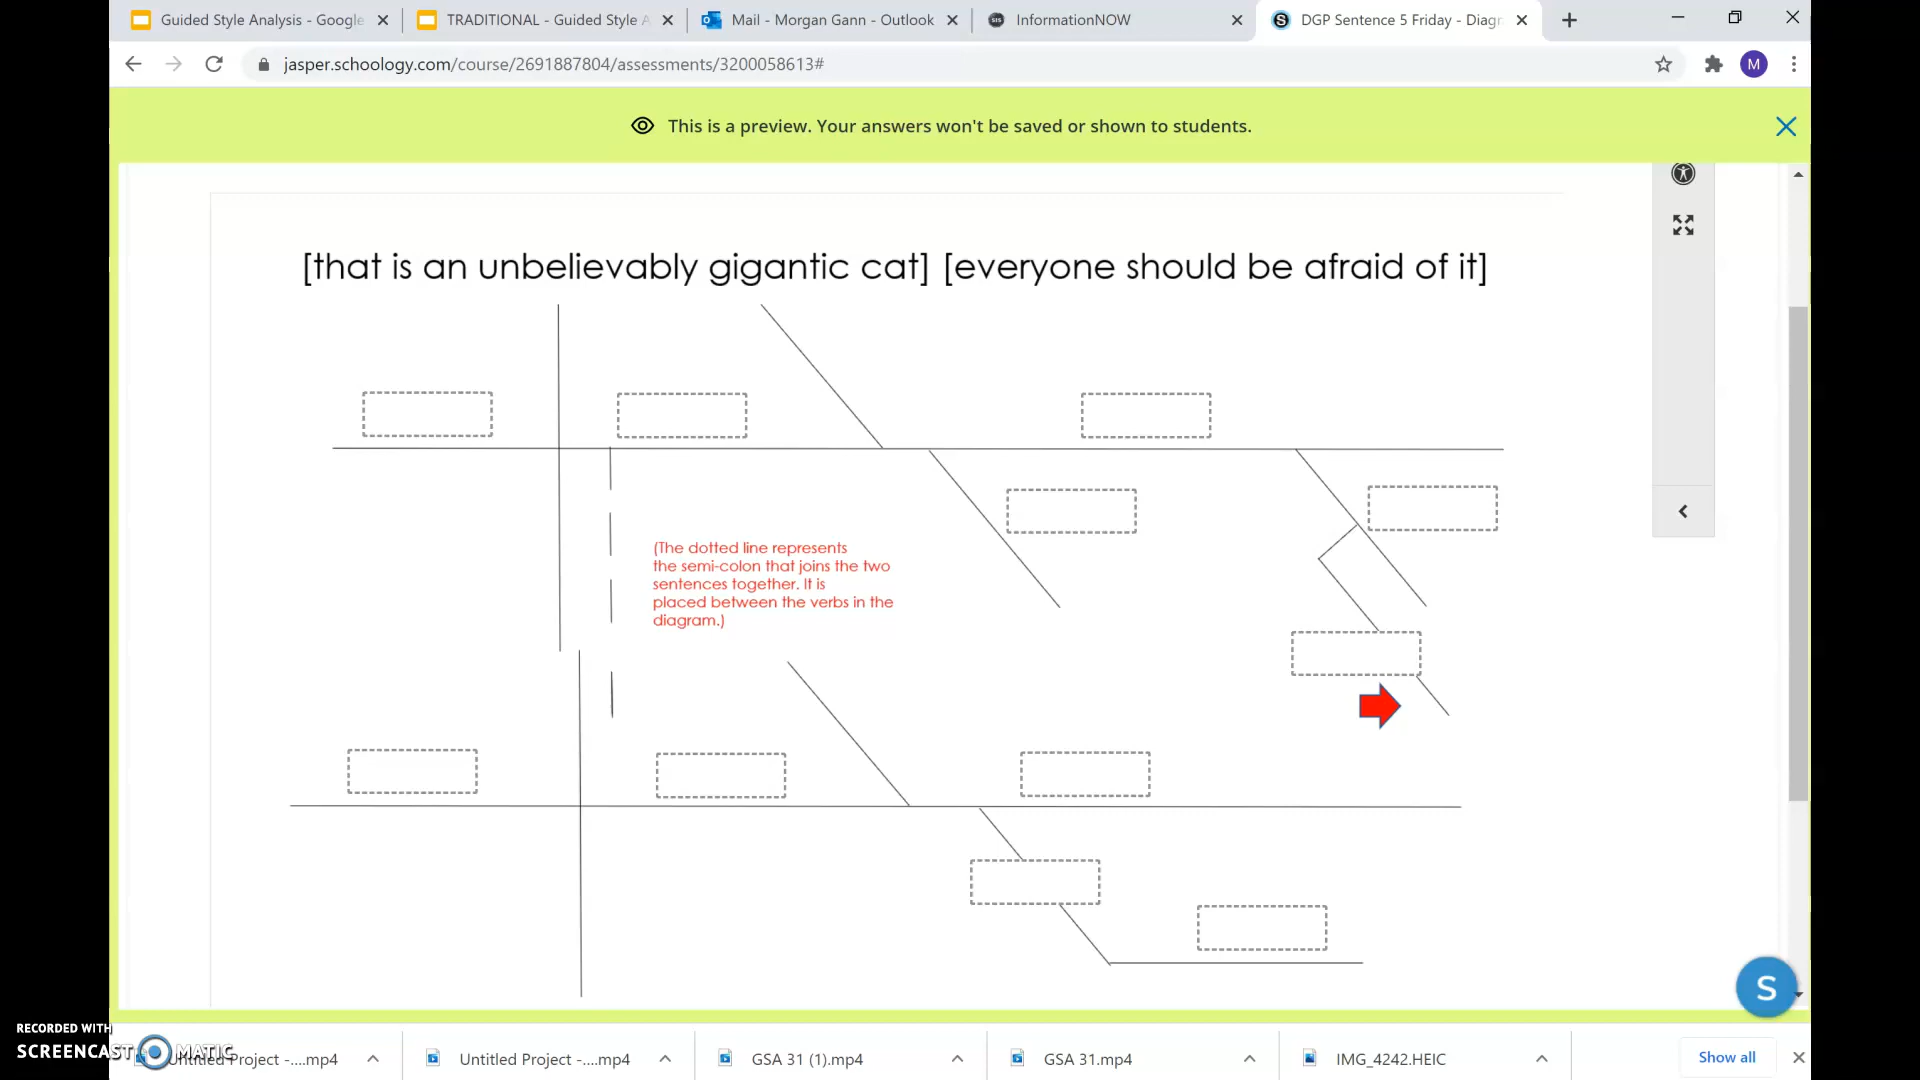 Guided Style Analysis - Google
TRADITIONAL - Guided Style A
Mail - Morgan Gann - Outlook
InformationNOW
DGP Sentence 5 Friday - Diagr
jasper.schoology.com/course/2691887804/assessments/3200058613#
M
This is a preview. Your answers won't be saved or shown to students.
[that is an unbelievably gigantic cat] [everyone should be afraid of it]
(The dotted line represents
the semi-colon that joins the two
sentences together. It is
placed between the verbs in the
diagram.)
S
RECORDED WITH
SCREENCAST MATIC
Untitled Project -....mp4
Untitled Project -....mp4
GSA 31 (1).mp4
GSA 31.mp4
IMG_4242.HEIC
Show all